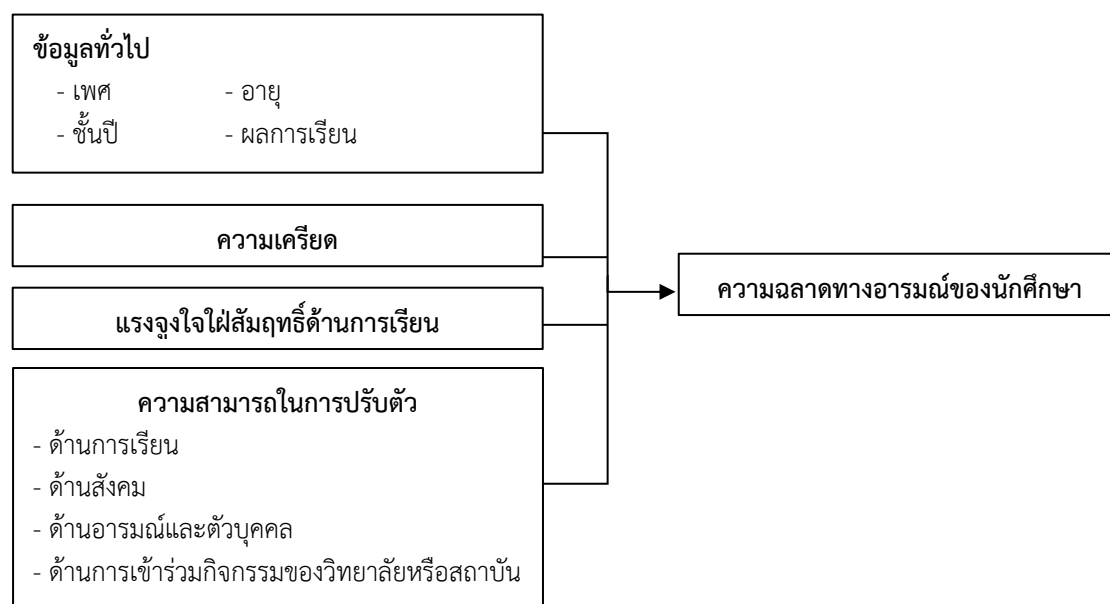 ข้อมูลทั่วไป
- เพศ - อายุ
- ชั้นปี - ผลการเรียน
ความเครียด
แรงจูงใจใฝ่สัมฤทธิ์ด้านการเรียน
ความสามารถในการปรับตัว
- ด้านการเรียน
- ด้านสังคม
- ด้านอารมณ์และตัวบุคคล
- ด้านการเข้าร่วมกิจกรรมของวิทยาลัยหรือสถาบัน
ความฉลาดทางอารมณ์ของนักศึกษา